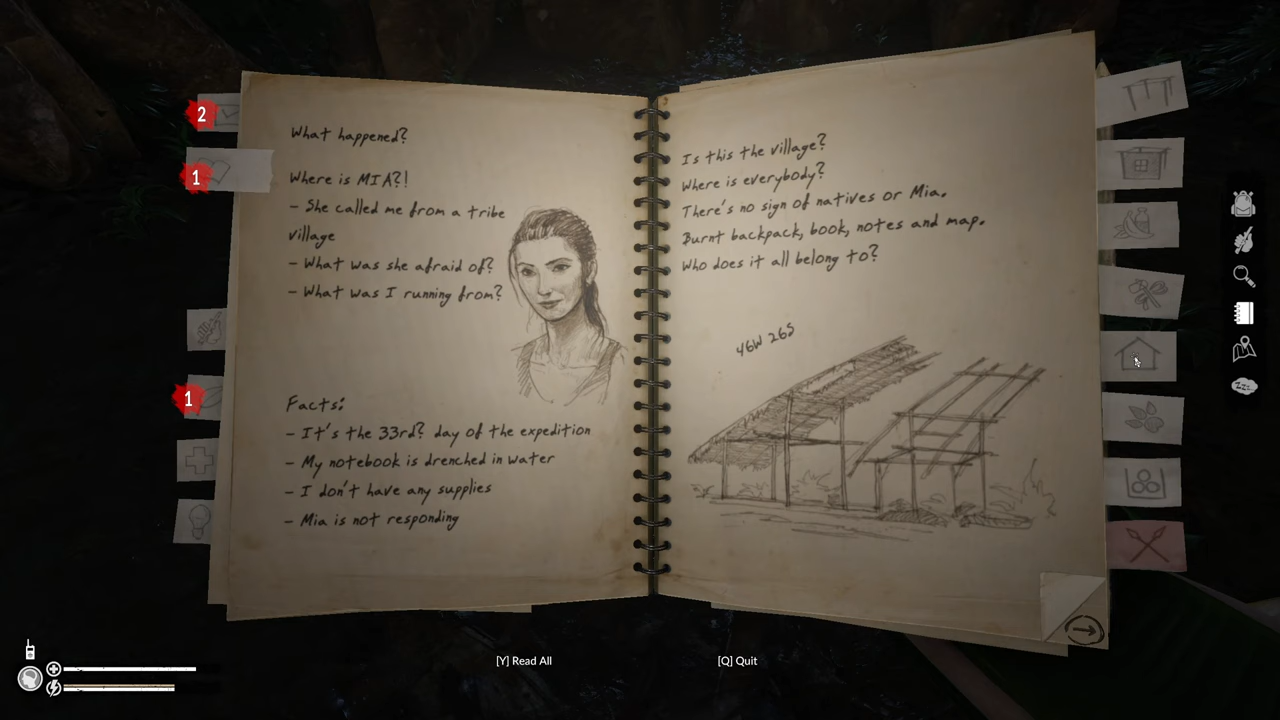 What happened?
Where is MIA?!
- She called me from a tribe
village
- What was she afraid of?
- What was I running from?
Facts:
- It's the 33rd? day of the expedition
- My notebook is drenched in water
- I don't have any supplies
- Mia is not responding
Is this the village?
Where is everybody?
There's no sign of natives or Mia.
Burnt backpack, book, notes and map.
Who does it all belong to?
46W 26S
2
1
1
zzz
[Y] Read All
[Q] Quit